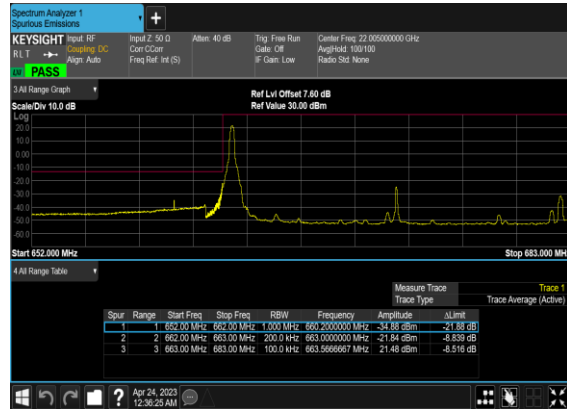 Spectrum Analyzer 1
Spurious Emissions
KEYSIGHT Input: RF Input Z: 50 Ω Atten: 40 dB Trig: Free Run Center Freq: 22.005000000 GHz
RLT Coupling: DC Corr CCorr Gate: Off Avg|Hold: 100/100
Align: Auto Freq Ref: Int (S) IF Gain: Low Radio Std: None
LW PASS
3 All Range Graph
Ref Lvl Offset 7.60 dB
Scale/Div 10.0 dB Ref Value 30.00 dBm
Log
20.0
10.0
0.00
-10.0
-20.0
-30.0
-40.0
-50.0
-60.0
Start 652.000 MHz Stop 683.000 MH
4 All Range Table
Measure Trace Trace 1
Trace Type Trace Average (Active)
Spur Range Start Freq Stop Freq RBW Frequency Amplitude ΔLimit
1 1 652.00 MHz 662.00 MHz 1.000 MHz 660.2000000 MHz -34.88 dBm -21.88 dB
2 2 662.00 MHz 663.00 MHz 200.0 kHz 663.0000000 MHz -21.84 dBm -8.839 dB
3 3 663.00 MHz 683.00 MHz 100.0 kHz 663.5666667 MHz 21.48 dBm -8.516 dB
? Apr 24, 2023
12:36:25 AM